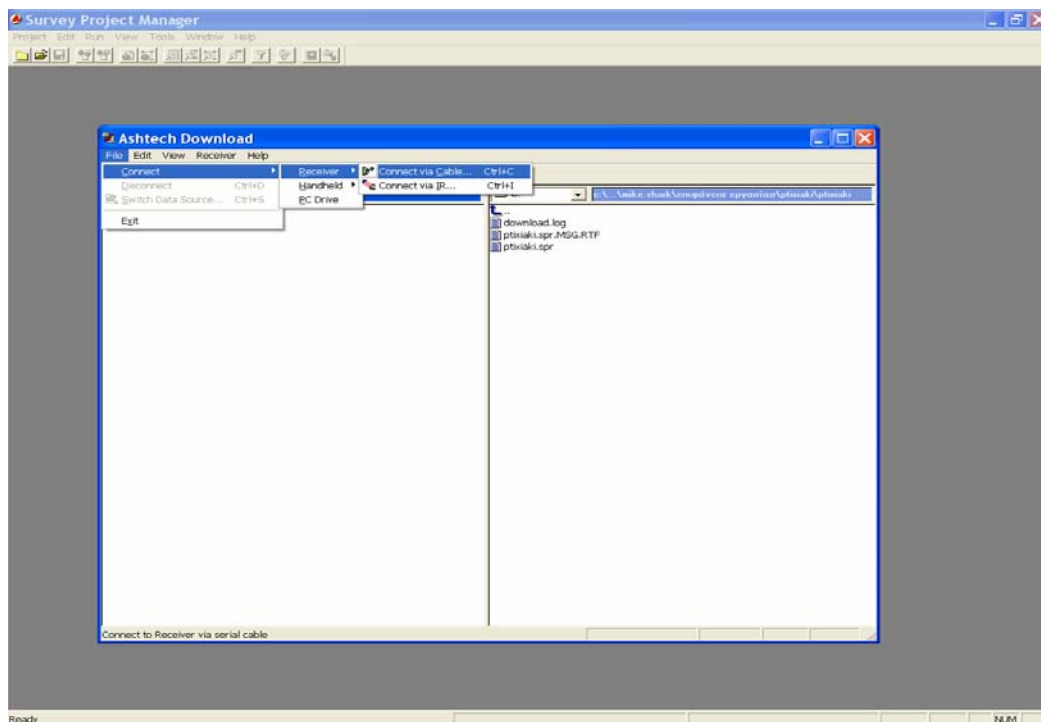 Survey Project Manager
Project Edit Run View Tools Window Help
Ashtech Download
File Edit View Receiver Help
Connect
Disconnect Ctrl+D
Switch Data Source... Ctrl+S
Exit
Receiver
Handheld
PC Drive
Connect via Cable... Ctrl+C
Connect via IR... Ctrl+I
..
download.log
ptixiaki.spr.MSG.RTF
ptixiaki.spr
Connect to Receiver via serial cable
Ready
NUM